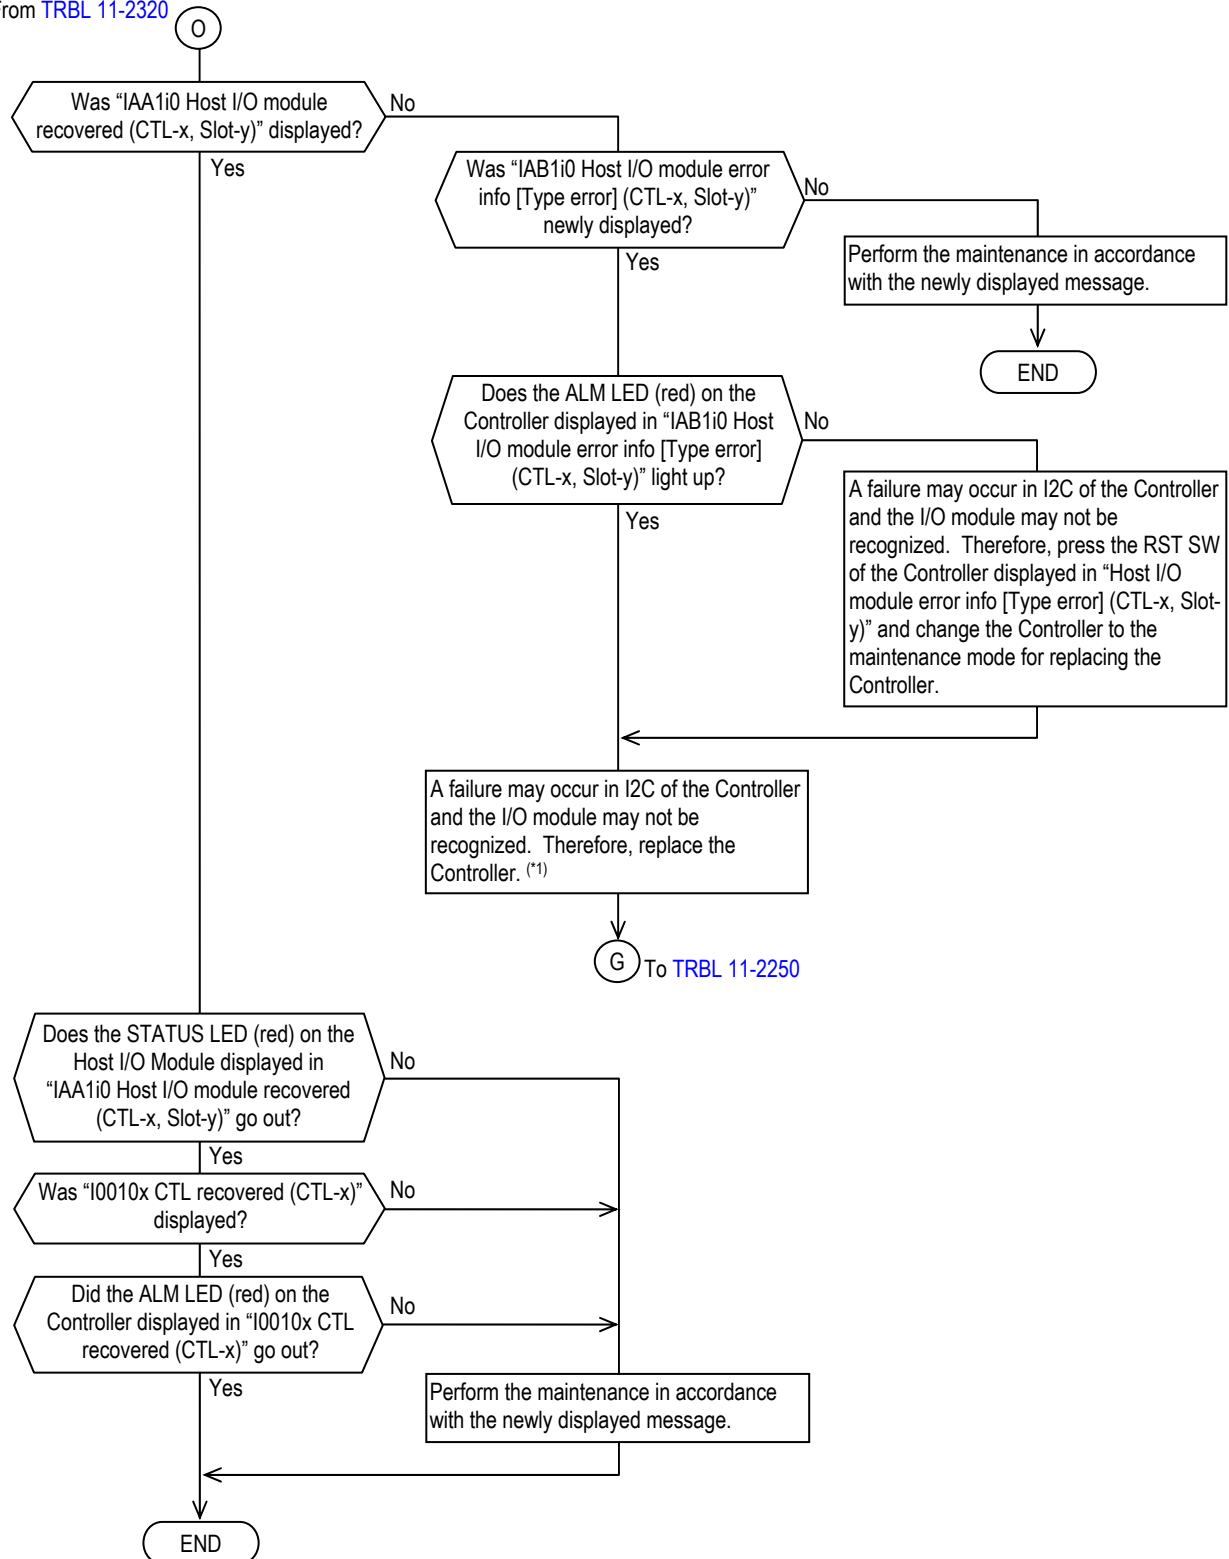 From TRBL 11-2320
O
Was “IAA1i0 Host I/O module
recovered (CTL-x, Slot-y)” displayed?
No
Yes
Was “IAB1i0 Host I/O module error
info [Type error] (CTL-x, Slot-y)”
newly displayed?
No
Yes
Perform the maintenance in accordance
with the newly displayed message.
END
Does the ALM LED (red) on the
Controller displayed in “IAB1i0 Host
I/O module error info [Type error]
(CTL-x, Slot-y)” light up?
No
Yes
A failure may occur in I2C of the Controller
and the I/O module may not be
recognized.  Therefore, press the RST SW
of the Controller displayed in “Host I/O
module error info [Type error] (CTL-x, Slot-
y)” and change the Controller to the
maintenance mode for replacing the
Controller.
A failure may occur in I2C of the Controller
and the I/O module may not be
recognized.  Therefore, replace the
Controller. (*1)
G
To TRBL 11-2250
Does the STATUS LED (red) on the
Host I/O Module displayed in
“IAA1i0 Host I/O module recovered
(CTL-x, Slot-y)” go out?
No
Yes
Was “I0010x CTL recovered (CTL-x)”
displayed?
No
Yes
Did the ALM LED (red) on the
Controller displayed in “I0010x CTL
recovered (CTL-x)” go out?
No
Yes
Perform the maintenance in accordance
with the newly displayed message.
END